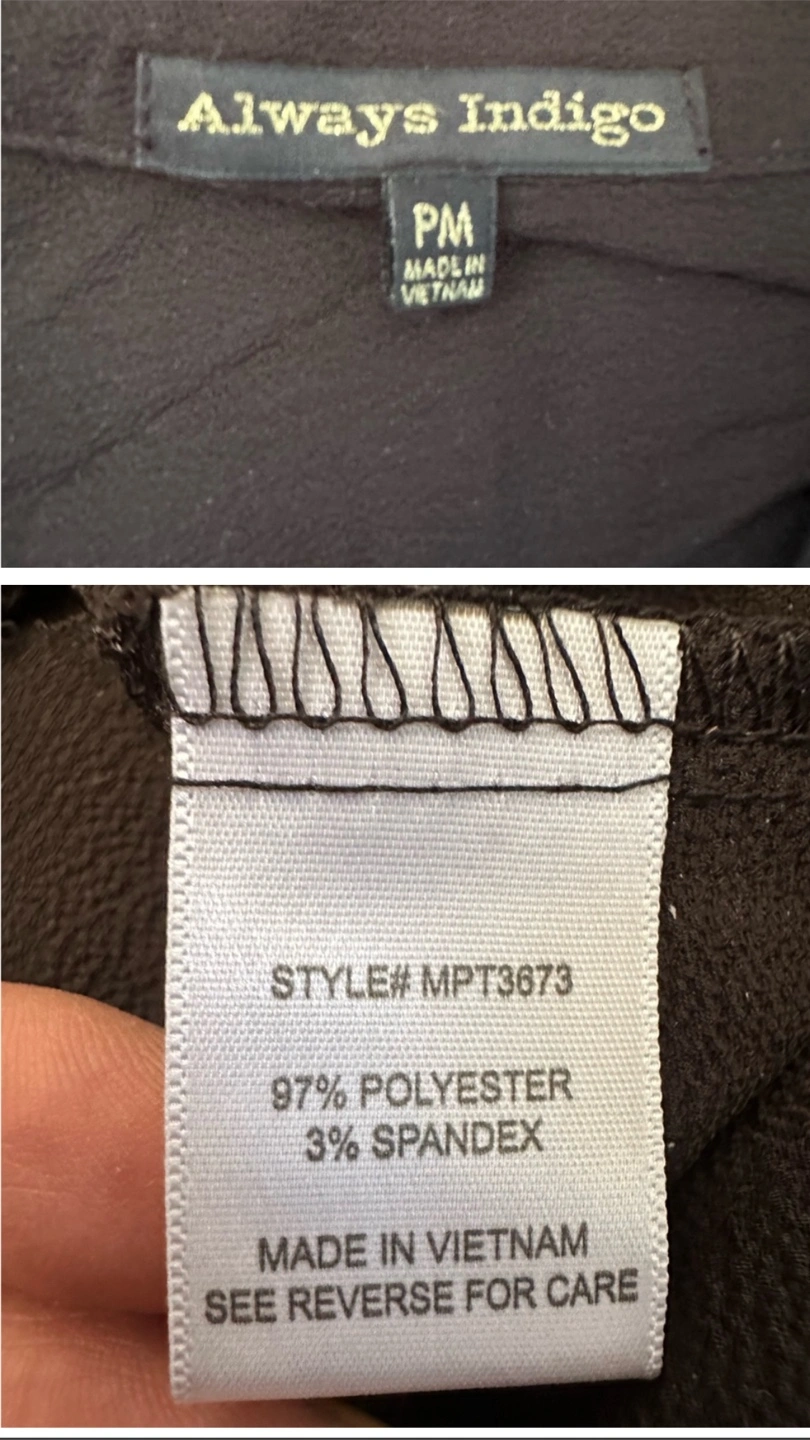 Always Indigo
PM
MADE IN
VIETNAM
STYLE# MPT3673
97% POLYESTER
3% SPANDEX
MADE IN VIETNAM
SEE REVERSE FOR CARE